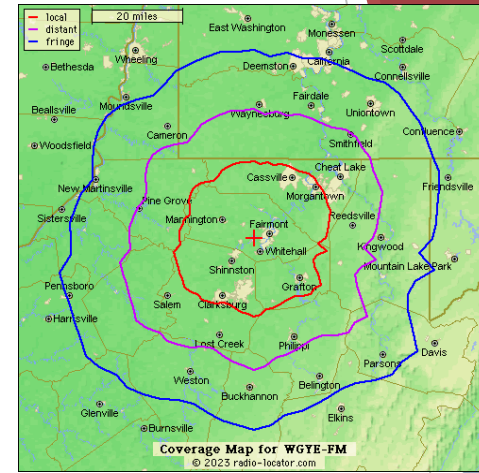 local
distant
fringe
20 miles
East Washington
Monessen
Scottdale
Wheeling
California
Bethesda
Deemston
Connellsville
Moundsville
Fairdale
Beallsville
Waynesburg
Uniontown
Cameron
Confluence
Woodsfield
Smithfield
Cheat Lake
Cassville
New Martinsville
Friendsville
Morgantown
Pine Grove
Sistersville
Mannington
Reedsville
Fairmont
Kingwood
Whitehall
Shinnston
Mountain Lake Park
Pennsboro
Grafton
Salem
Clarksburg
Harrisville
Lost Creek
Philippi
Davis
Parsons
Weston
Belington
Buckhannon
Glenville
Elkins
Burnsville
Coverage Map for WGYE-FM
© 2023 radio-locator.com